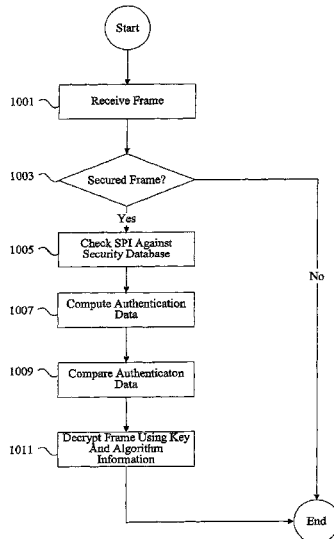 Start
1001
Receive Frame
1003
Secured Frame?
Yes
No
1005
Check SPI Against
Security Database
1007
Compute Authentication
Data
1009
Compare Authenticaton
Data
1011
Decrypt Frame Using Key
And Algorithm
Information
End